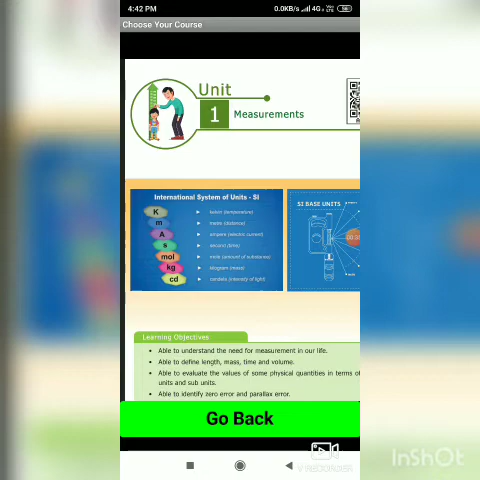 4:42 PM
0.0KB/s 4G 56
Choose Your Course
Unit
1
Measurements
International System of Units - SI
K kelvin (temperature)
m metre (distance)
A ampere (electric current)
s second (time)
mol mole (amount of substance)
kg kilogram (mass)
cd candela (intensity of light)
SI BASE UNITS
Learning Objectives
• Able to understand the need for measurement in our life.
• Able to define length, mass, time and volume.
• Able to evaluate the values of some physical quantities in terms of
units and sub units.
• Able to identify zero error and parallax error.
Go Back
V RECORDER
InShOt